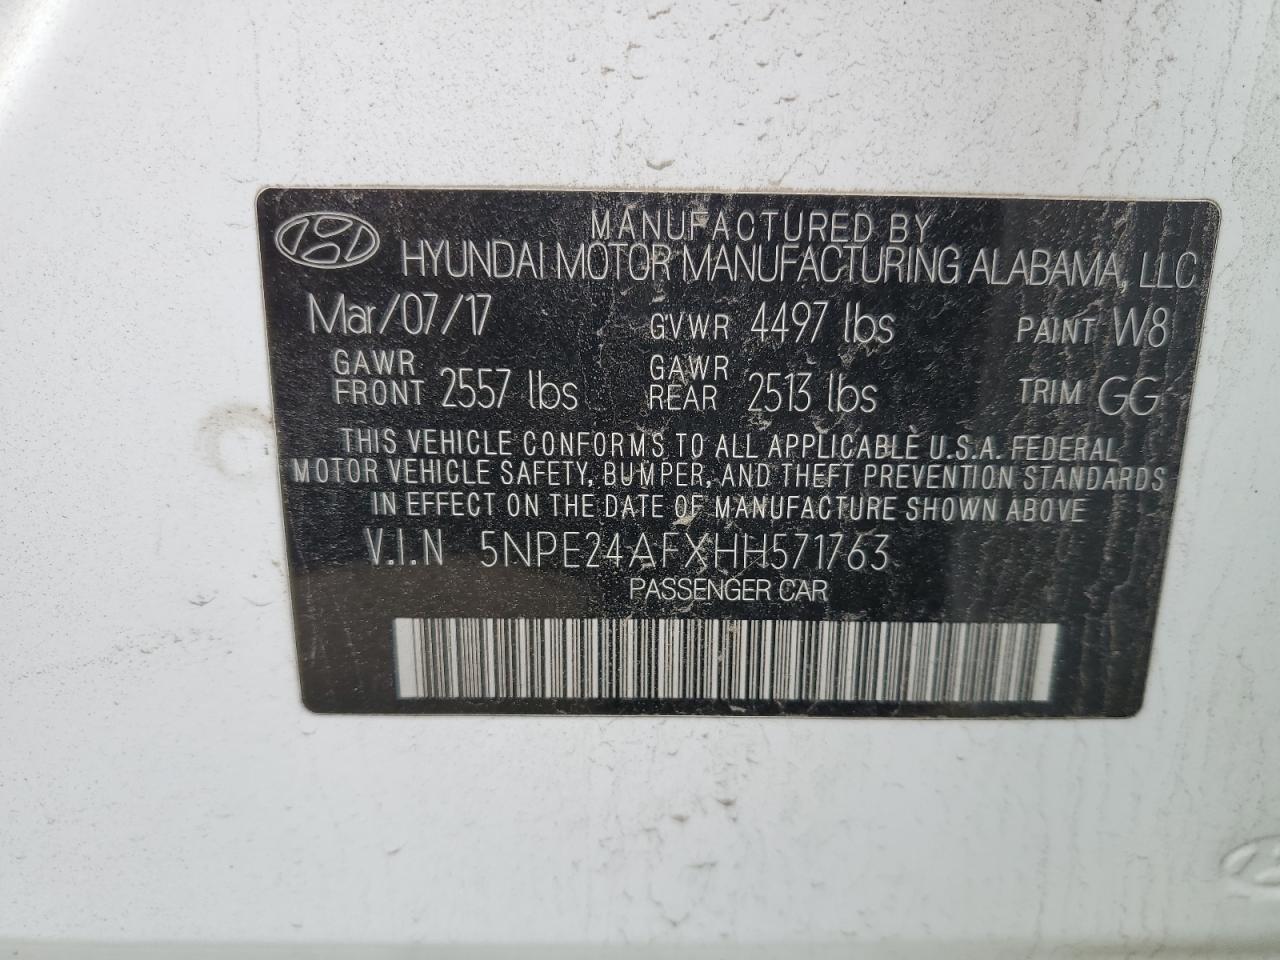 MANUFACTURED BY
HYUNDAI MOTOR MANUFACTURING ALABAMA, LLC
Mar/07/17 GVWR 4497 lbs PAINT W8
GAWR FRONT 2557 lbs GAWR REAR 2513 lbs TRIM GG
THIS VEHICLE CONFORMS TO ALL APPLICABLE U.S.A. FEDERAL
MOTOR VEHICLE SAFETY, BUMPER, AND THEFT PREVENTION STANDARDS
IN EFFECT ON THE DATE OF MANUFACTURE SHOWN ABOVE
V.I.N 5NPE24AFXHH571763
PASSENGER CAR